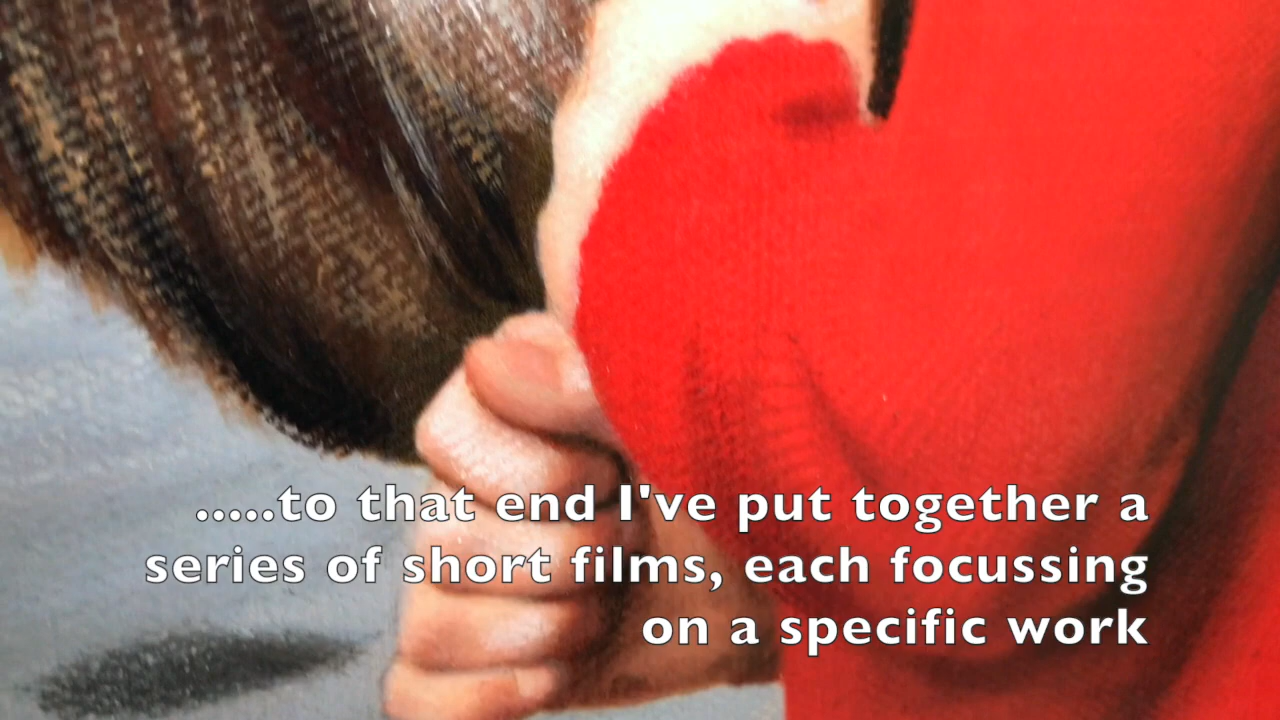 .....to that end I've put together a
series of short films, each focussing
on a specific work